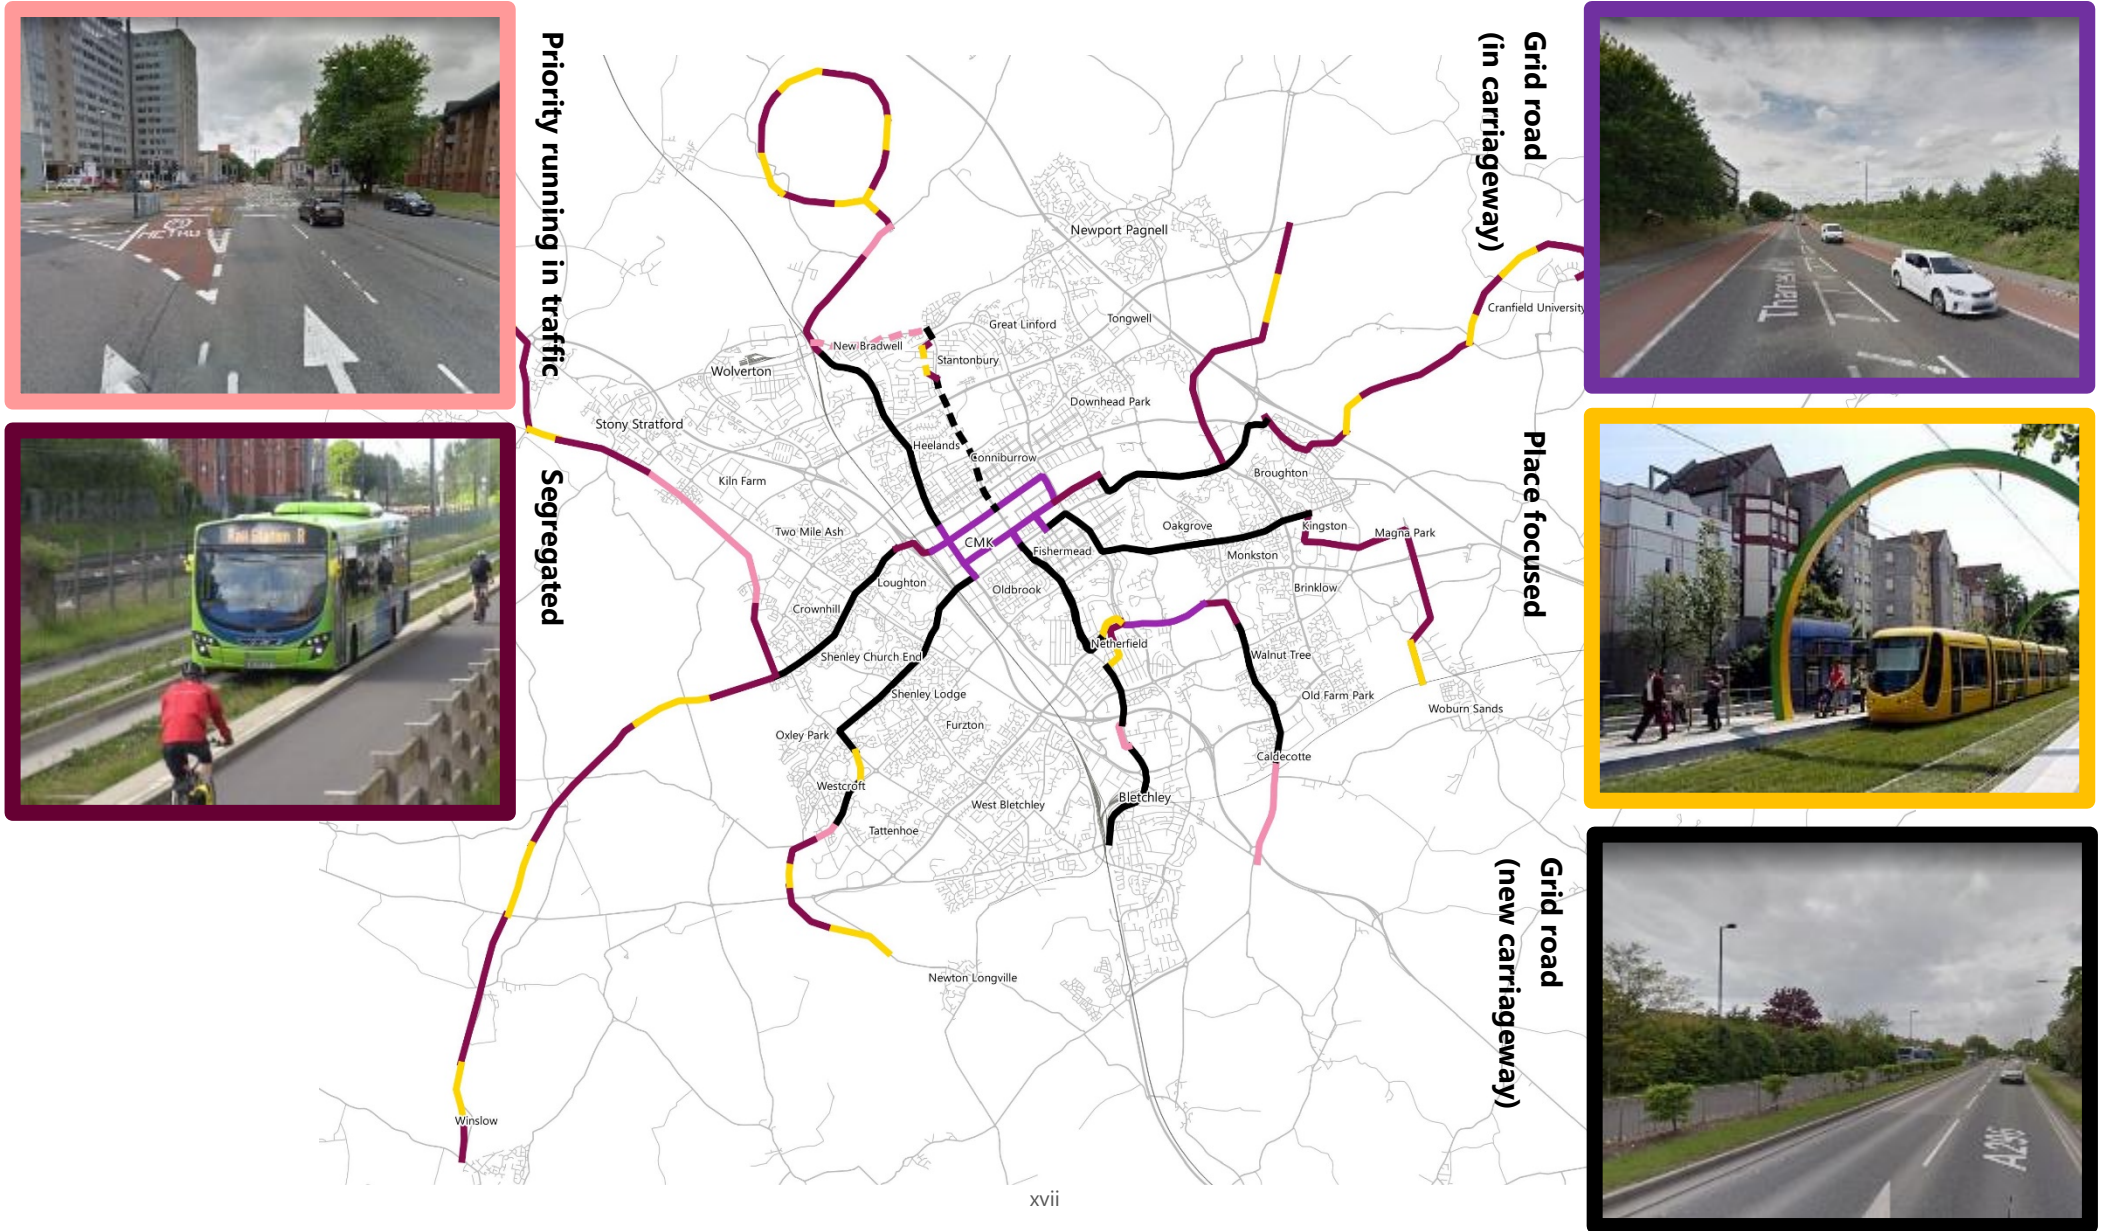 Priority running in traffic
Segregated
Grid road
(in carriageway)
Place focused
Grid road
(new carriageway)
Rail Station R
A296
Newport Pagnell
Cranfield University
Tongwell
Great Linford
New Bradwell
Stantonbury
Wolverton
Downhead Park
Stony Stratford
Heelands
Conniburrow
Broughton
Kiln Farm
Two Mile Ash
Oakgrove
Kingston
Magna Park
CMK
Fishermead
Monkston
Loughton
Oldbrook
Brinklow
Crownhill
Netherfield
Shenley Church End
Walnut Tree
Shenley Lodge
Old Farm Park
Woburn Sands
Furzton
Oxley Park
Caldecotte
Westcroft
Bletchley
West Bletchley
Tattenhoe
Newton Longville
Winslow
xvii